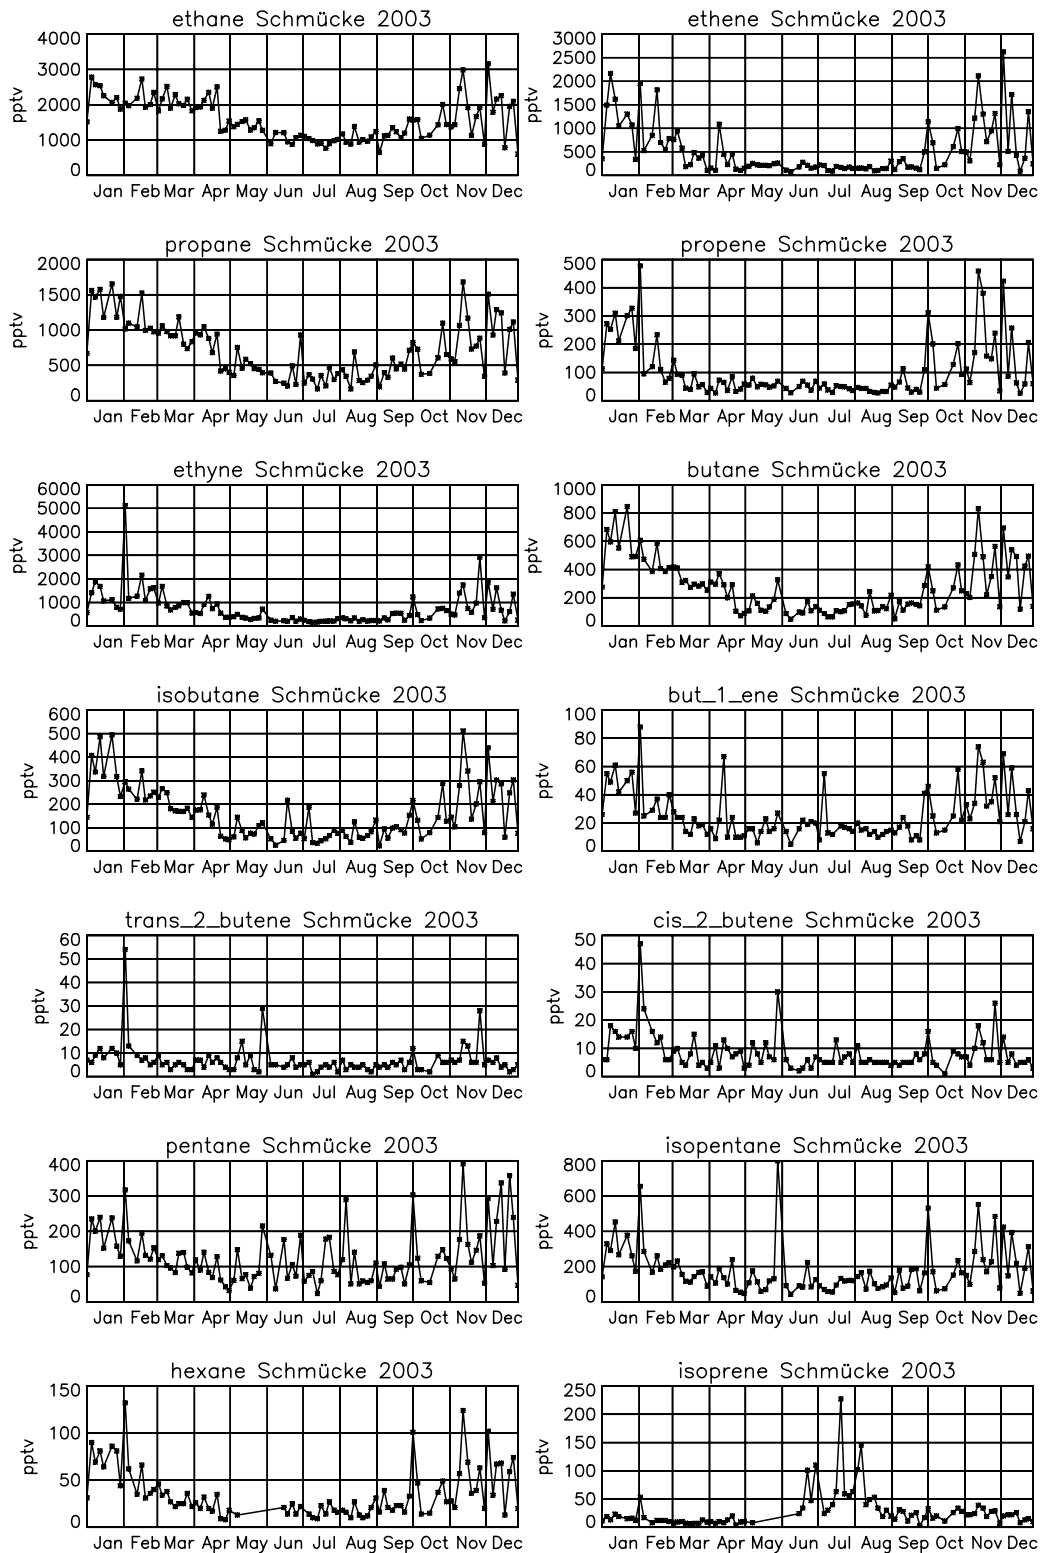 ethane Schmücke 2003
4000
3000
2000
1000
0
pptv
Jan Feb Mar Apr May Jun Jul Aug Sep Oct Nov Dec
ethene Schmücke 2003
3000
2500
2000
1500
1000
500
0
pptv
Jan Feb Mar Apr May Jun Jul Aug Sep Oct Nov Dec
propane Schmücke 2003
2000
1500
1000
500
0
pptv
Jan Feb Mar Apr May Jun Jul Aug Sep Oct Nov Dec
propene Schmücke 2003
500
400
300
200
100
0
pptv
Jan Feb Mar Apr May Jun Jul Aug Sep Oct Nov Dec
ethyne Schmücke 2003
6000
5000
4000
3000
2000
1000
0
pptv
Jan Feb Mar Apr May Jun Jul Aug Sep Oct Nov Dec
butane Schmücke 2003
1000
800
600
400
200
0
pptv
Jan Feb Mar Apr May Jun Jul Aug Sep Oct Nov Dec
isobutane Schmücke 2003
600
500
400
300
200
100
0
pptv
Jan Feb Mar Apr May Jun Jul Aug Sep Oct Nov Dec
but_1_ene Schmücke 2003
100
80
60
40
20
0
pptv
Jan Feb Mar Apr May Jun Jul Aug Sep Oct Nov Dec
trans_2_butene Schmücke 2003
60
50
40
30
20
10
0
pptv
Jan Feb Mar Apr May Jun Jul Aug Sep Oct Nov Dec
cis_2_butene Schmücke 2003
50
40
30
20
10
0
pptv
Jan Feb Mar Apr May Jun Jul Aug Sep Oct Nov Dec
pentane Schmücke 2003
400
300
200
100
0
pptv
Jan Feb Mar Apr May Jun Jul Aug Sep Oct Nov Dec
isopentane Schmücke 2003
800
600
400
200
0
pptv
Jan Feb Mar Apr May Jun Jul Aug Sep Oct Nov Dec
hexane Schmücke 2003
150
100
50
0
pptv
Jan Feb Mar Apr May Jun Jul Aug Sep Oct Nov Dec
isoprene Schmücke 2003
250
200
150
100
50
0
pptv
Jan Feb Mar Apr May Jun Jul Aug Sep Oct Nov Dec